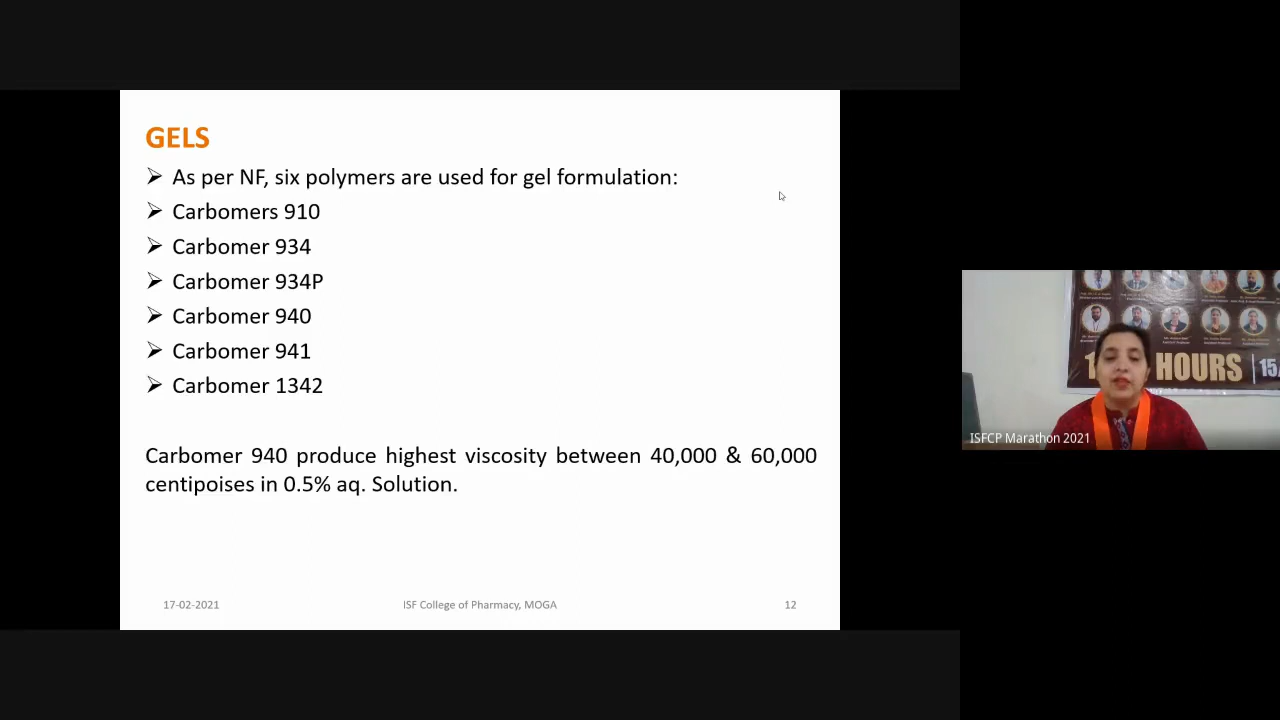 GELS
As per NF, six polymers are used for gel formulation:
Carbomers 910
Carbomer 934
Carbomer 934P
Carbomer 940
Carbomer 941
Carbomer 1342
Carbomer 940 produce highest viscosity between 40,000 & 60,000
centipoises in 0.5% aq. Solution.
17-02-2021
ISF College of Pharmacy, MOGA
12
HOURS
15
ISFCP Marathon 2021